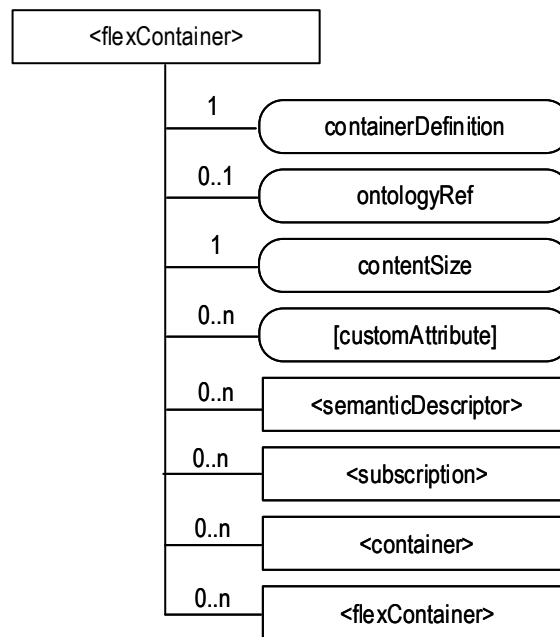 <flexContainer>
1
containerDefinition
0..1
ontologyRef
1
contentSize
0..n
[customAttribute]
0..n
<semanticDescriptor>
0..n
<subscription>
0..n
<container>
0..n
<flexContainer>